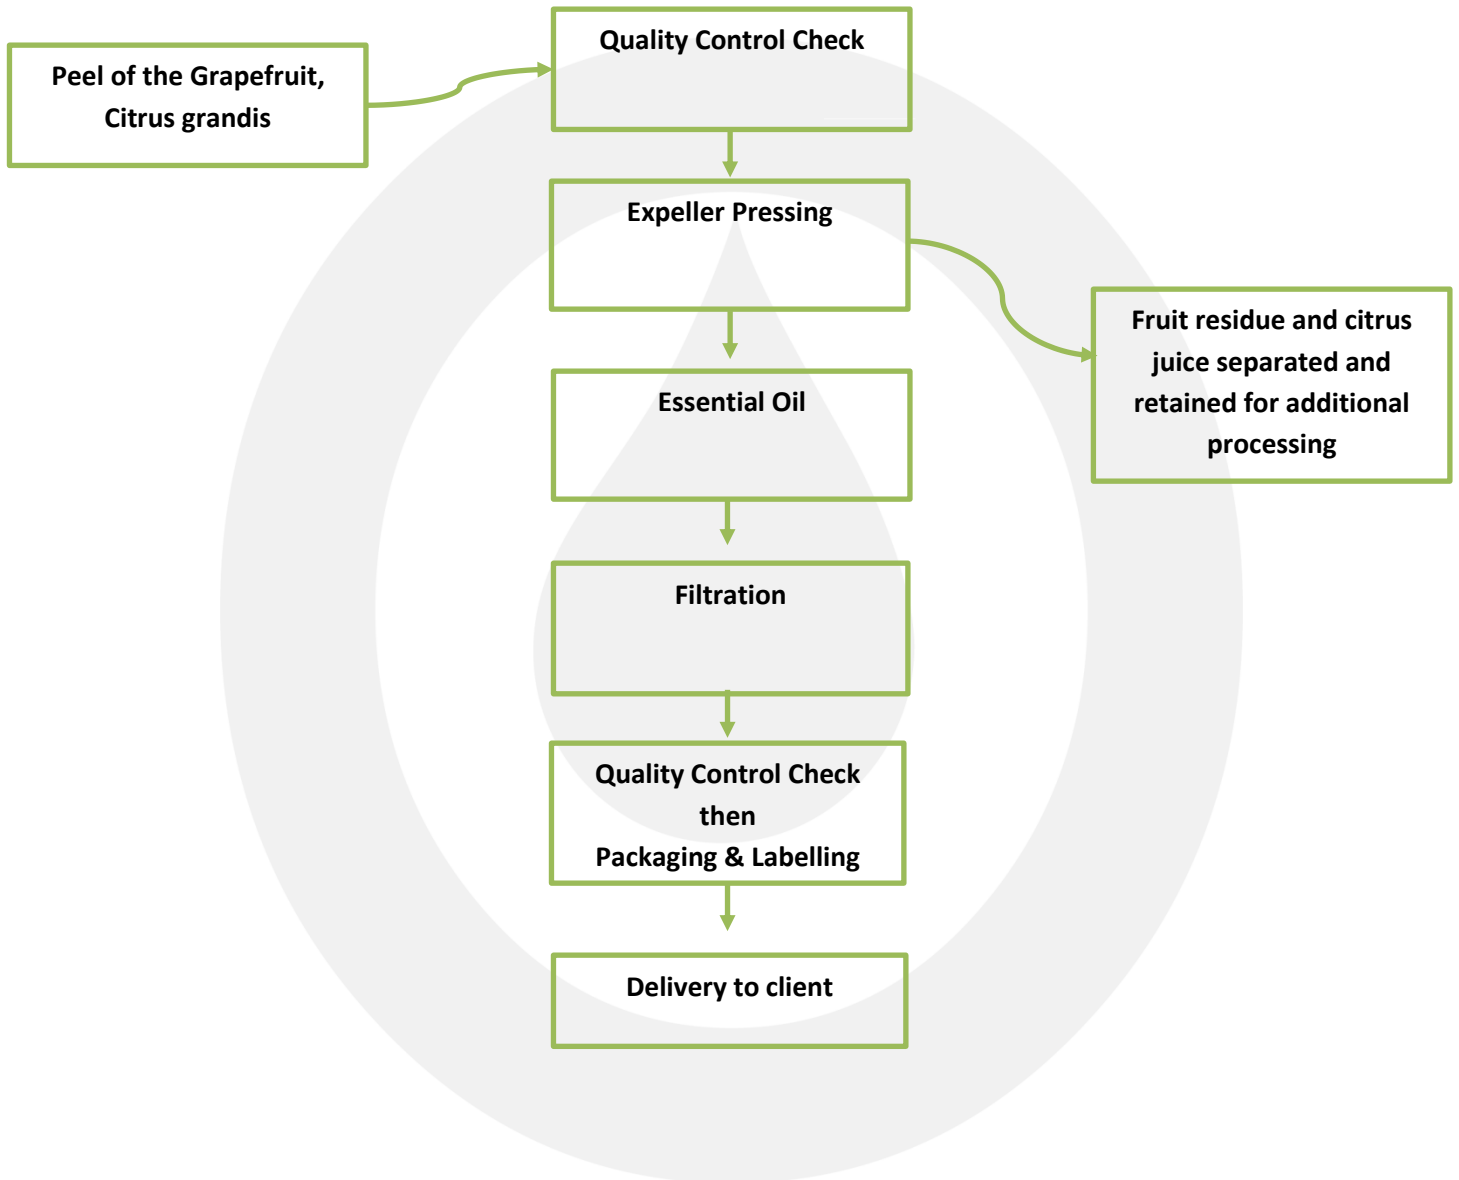 Peel of the Grapefruit,
Citrus grandis
Quality Control Check
Expeller Pressing
Fruit residue and citrus
juice separated and
retained for additional
processing
Essential Oil
Filtration
Quality Control Check
then
Packaging & Labelling
Delivery to client